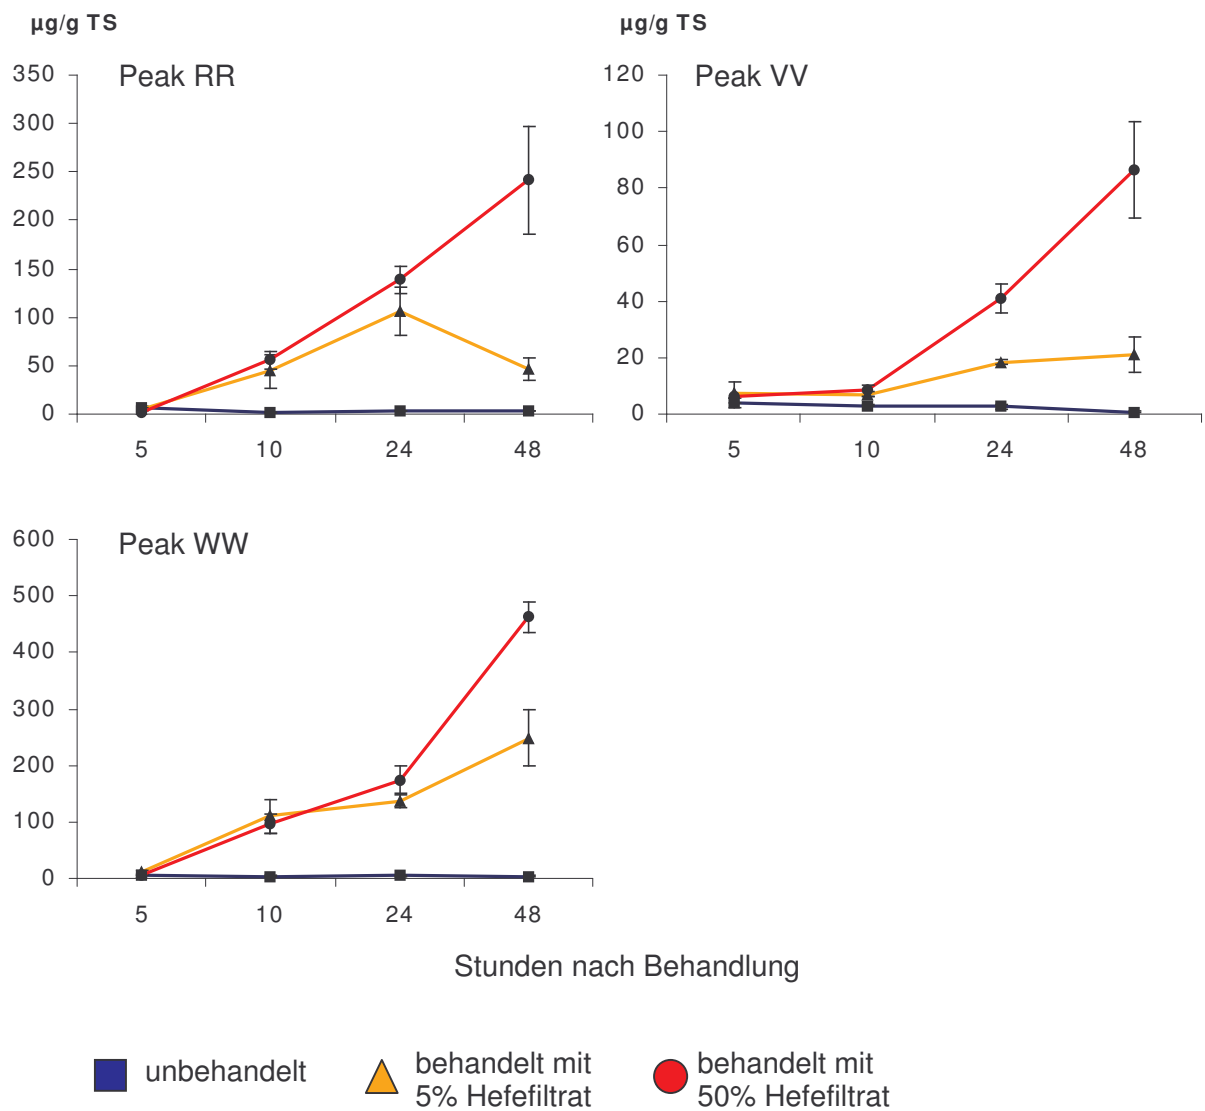 µg/g TS
Peak RR
350
300
250
200
150
100
50
0
5 10 24 48
µg/g TS
Peak VV
120
100
80
60
40
20
0
5 10 24 48
Peak WW
600
500
400
300
200
100
0
5 10 24 48
Stunden nach Behandlung
unbehandelt
behandelt mit
5% Hefefiltrat
behandelt mit
50% Hefefiltrat